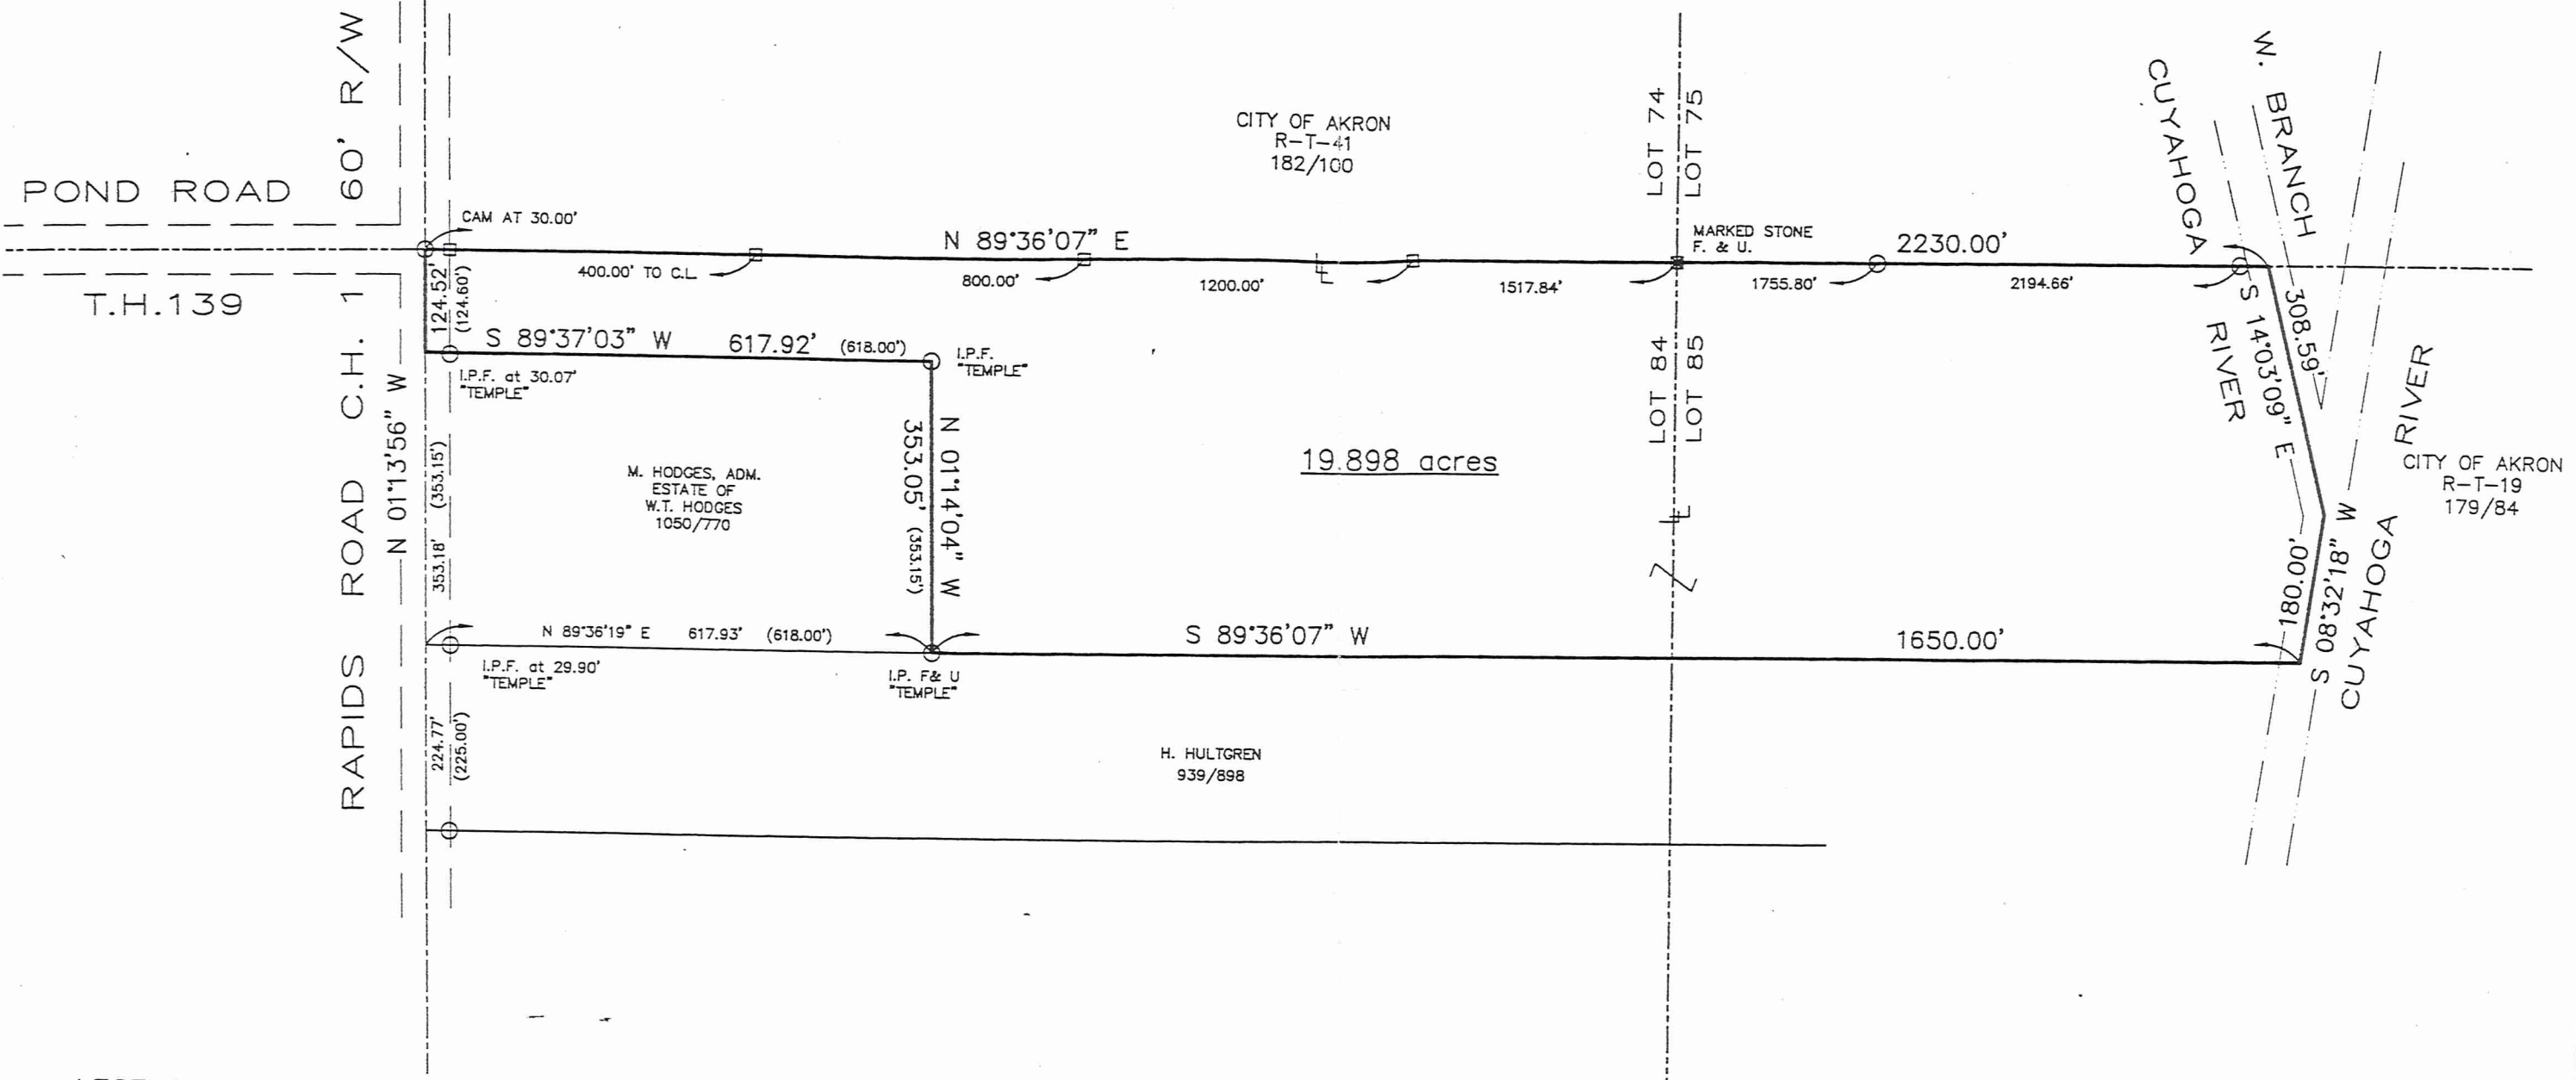 60' R/W
POND ROAD
T.H.139
RAPIDS ROAD C.H. 1
N 01°13'56" W
CAM AT 30.00'
124.52'
(124.60')
400.00' TO C.L.
N 89°36'07" E
800.00'
1200.00'
1517.84'
CITY OF AKRON
R-T-41
182/100
LOT 74
LOT 75
MARKED STONE
F. & U.
2230.00'
1755.80'
2194.66'
CUYAHOGA
RIVER
W. BRANCH
S 14°03'09" E
308.59'
CUYAHOGA
RIVER
CITY OF AKRON
R-T-19
179/84
S 89°37'03" W 617.92' (618.00')
I.P.F. at 30.07'
"TEMPLE"
I.P.F.
"TEMPLE"
353.18' (353.15')
M. HODGES, ADM.
ESTATE OF
W.T. HODGES
1050/770
N 01°14'04" W
353.05' (353.15')
19.898 acres
LOT 84
LOT 85
180.00'
S 08°32'18" W
N 89°36'19" E 617.93' (618.00')
I.P.F. at 29.90'
"TEMPLE"
I.P. F& U
"TEMPLE"
S 89°36'07" W
1650.00'
224.77'
(225.00')
H. HULTGREN
939/898